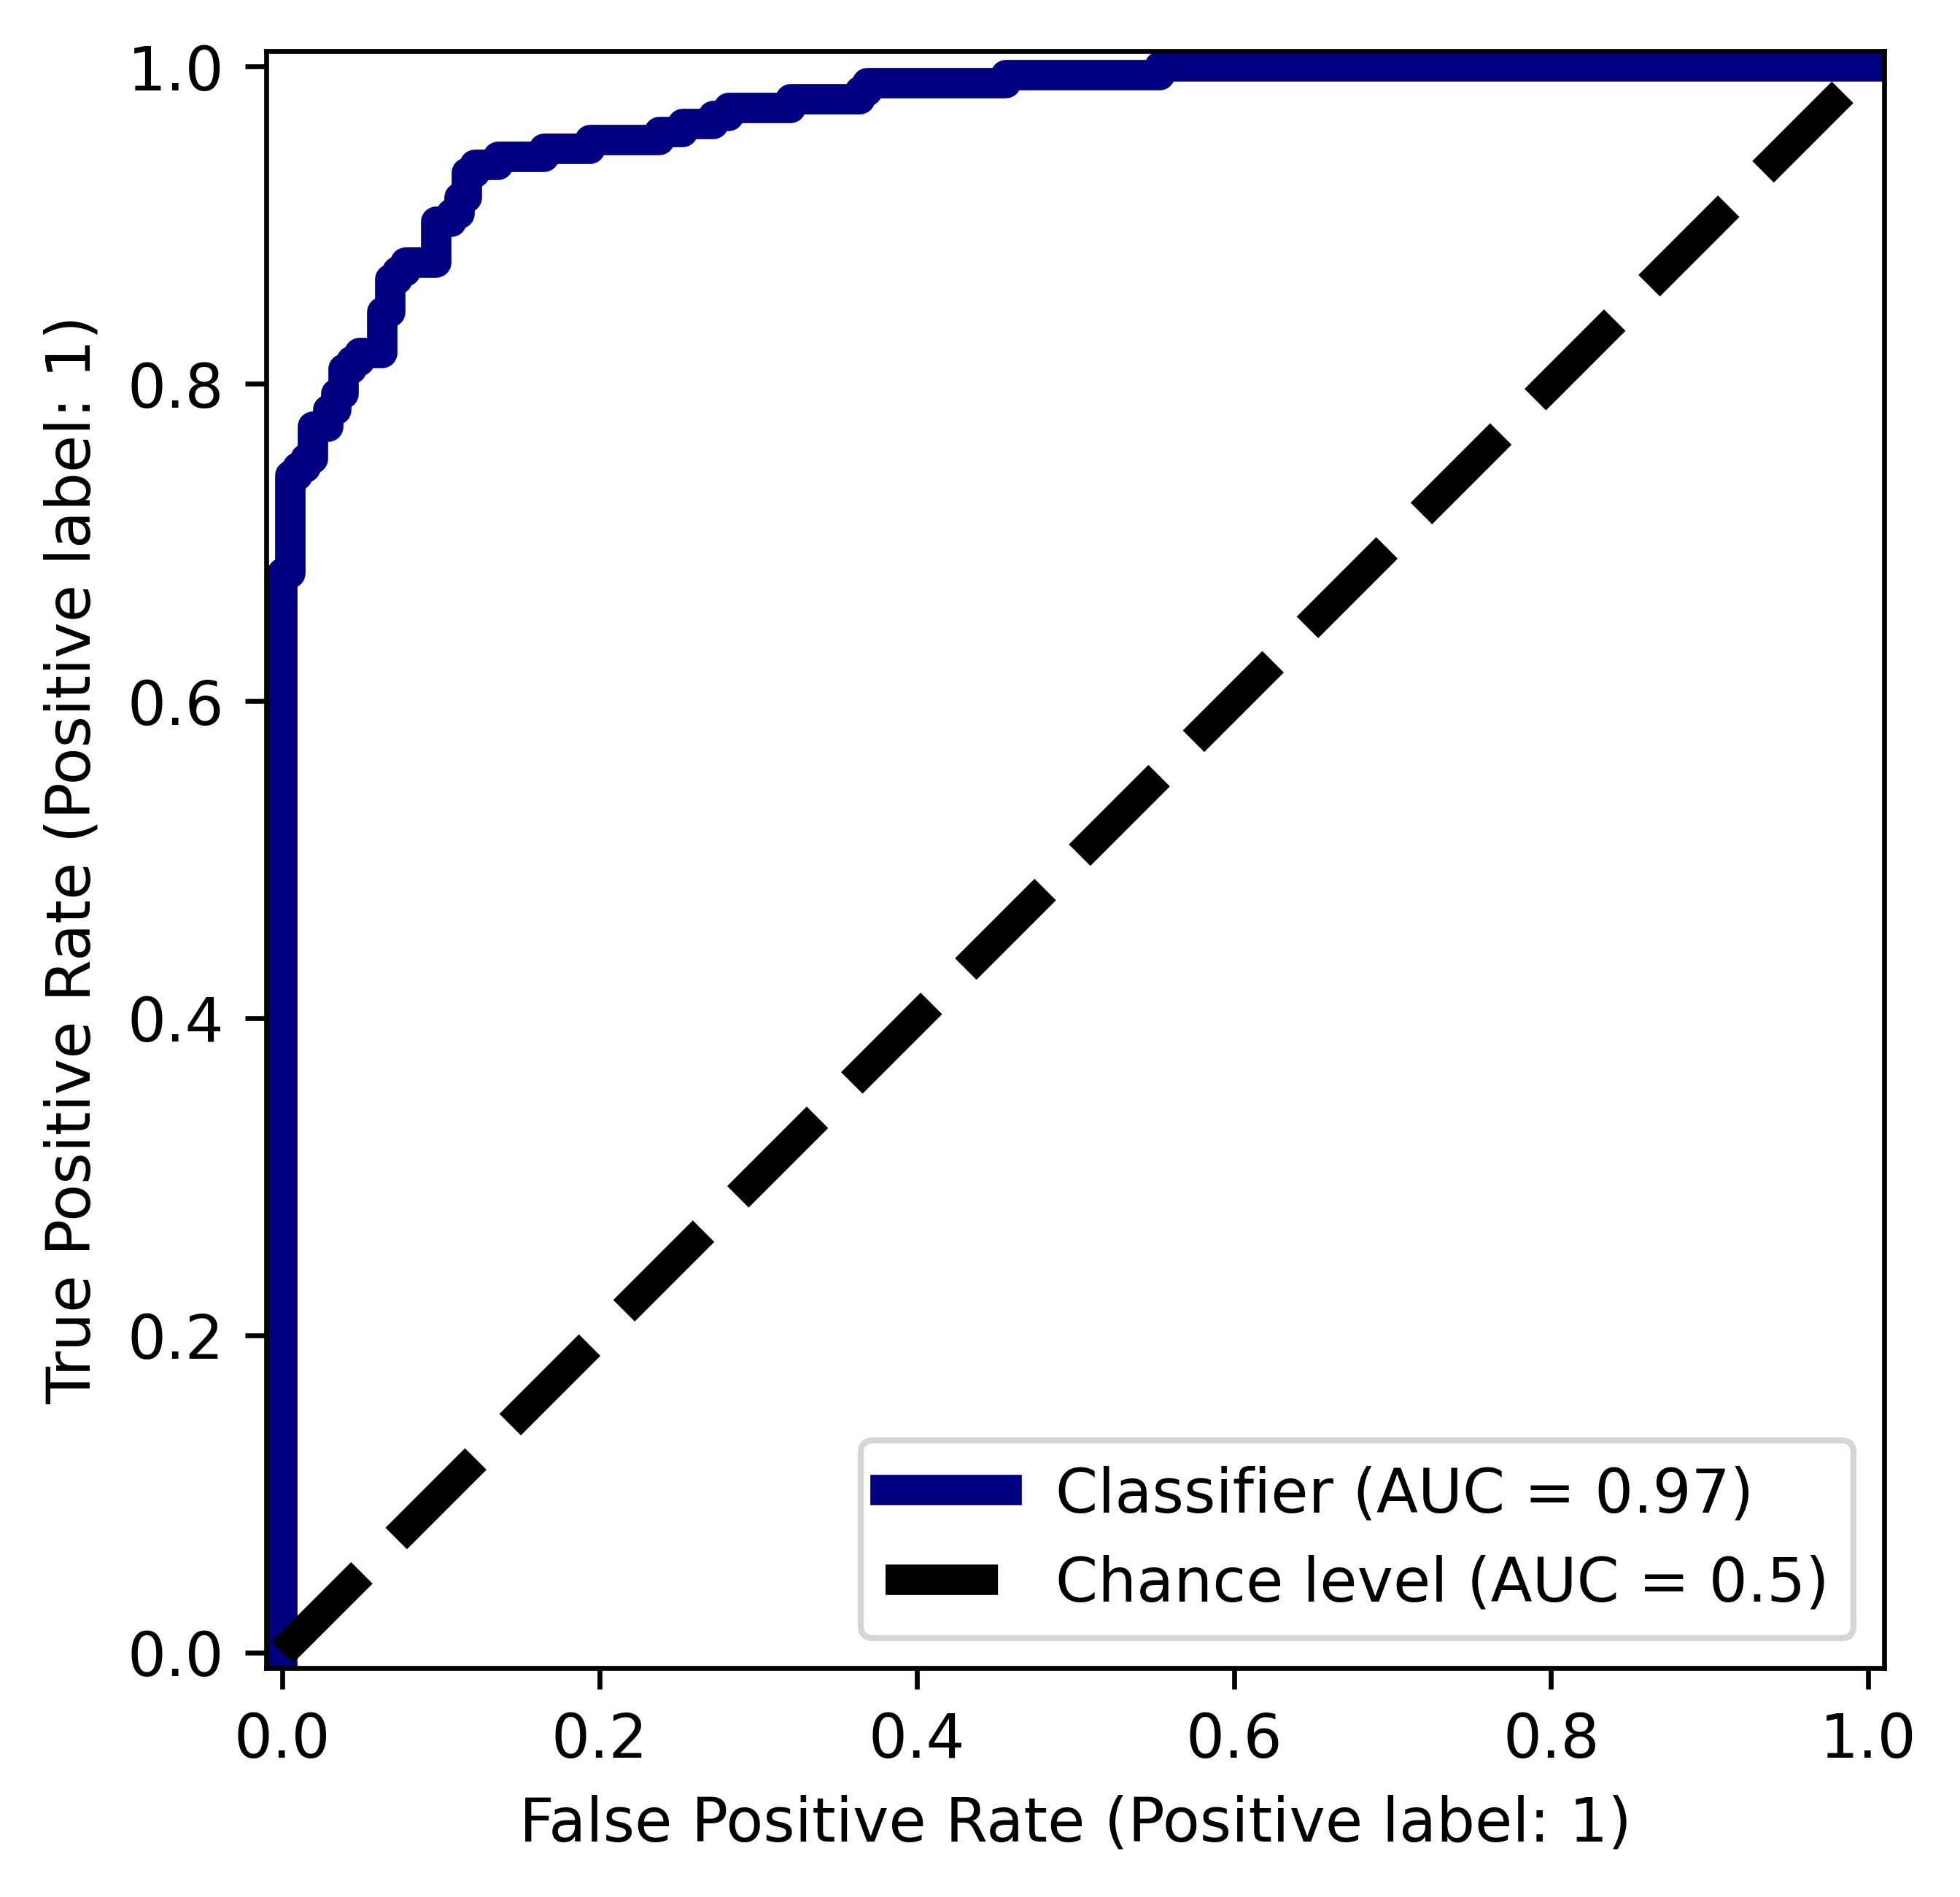 1.0
0.8
0.6
0.4
0.2
0.0
True Positive Rate (Positive label: 1)
Classifier (AUC = 0.97)
Chance level (AUC = 0.5)
0.0 0.2 0.4 0.6 0.8 1.0
False Positive Rate (Positive label: 1)